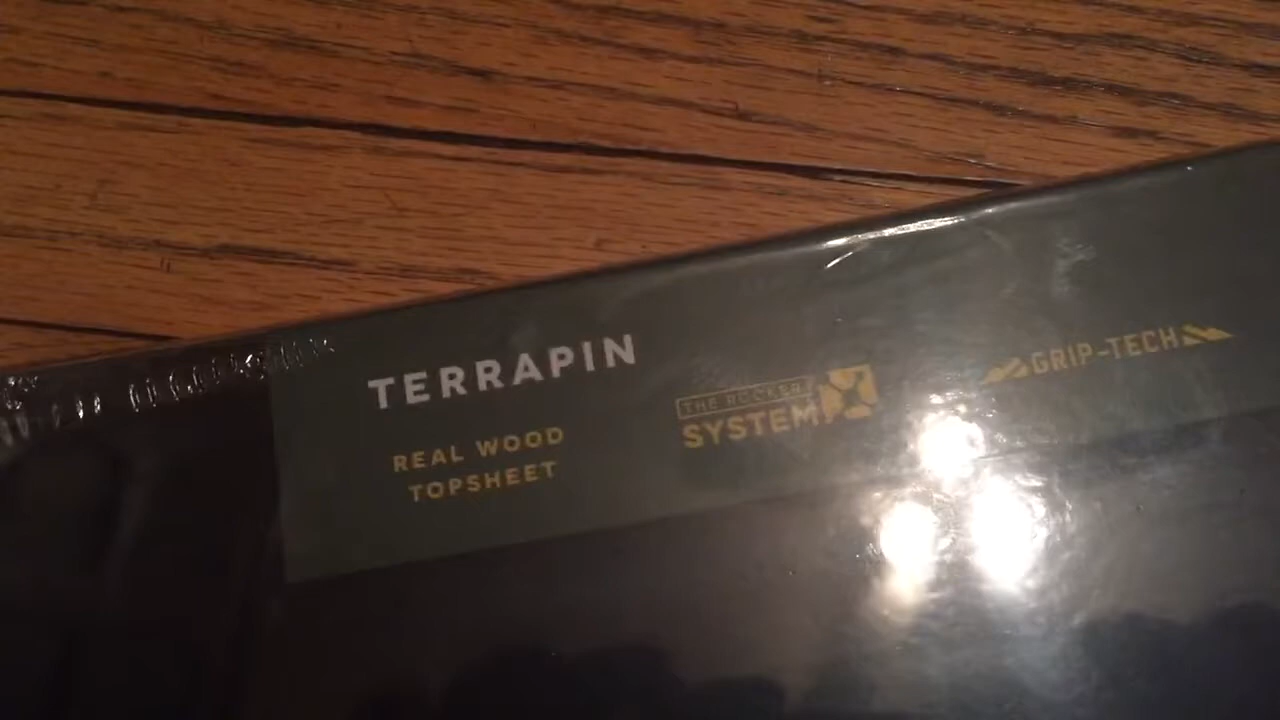 TERRAPIN
REAL WOOD
TOPSHEET
THE ROCKER
SYSTEM
GRIP-TECH